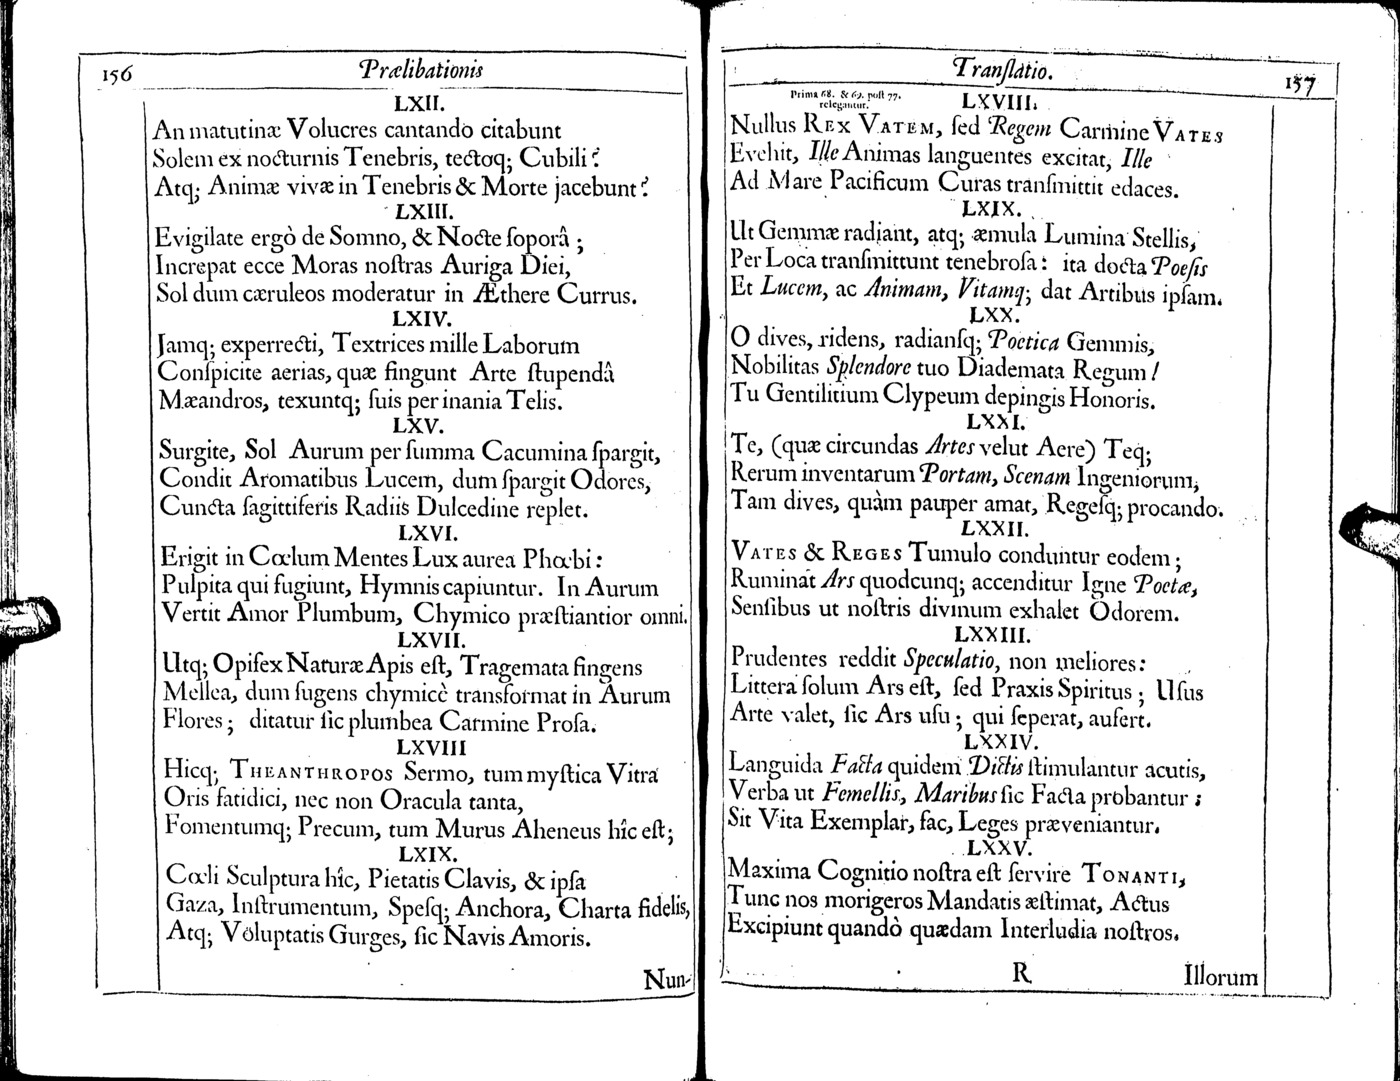 156
Prælibationis
LXII.
An matutinæ Volucres cantando citabunt
Solem ex nocturnis Tenebris, tectoq; Cubili?
Atq; Animæ vivæ in Tenebris & Morte jacebunt?
LXIII.
Evigilate ergò de Somno, & Nocte ſoporâ;
Increpat ecce Moras noſtras Auriga Diei,
Sol dum cæruleos moderatur in Æthere Currus.
LXIV.
Jamq; experrecti, Textrices mille Laborum
Conſpicite aerias, quæ fingunt Arte ſtupendâ
Mæandros, texuntq; ſuis per inania Telis.
LXV.
Surgite, Sol Aurum per ſumma Cacumina ſpargit,
Condit Aromatibus Lucem, dum ſpargit Odores,
Cuncta ſagittiferis Radiis Dulcedine replet.
LXVI.
Erigit in Cœlum Mentes Lux aurea Phœbi:
Pulpita qui fugiunt, Hymnis capiuntur. In Aurum
Vertit Amor Plumbum, Chymico præſtiantior omni.
LXVII.
Utq; Opifex Naturæ Apis eſt, Tragemata fingens
Mellea, dum ſugens chymicè transformat in Aurum
Flores; ditatur ſic plumbea Carmine Proſa.
LXVIII
Hicq; THEANTHROPOS Sermo, tum myſtica Vitra
Oris fatidici, nec non Oracula tanta,
Fomentumq; Precum, tum Murus Aheneus hîc eſt;
LXIX.
Cœli Sculptura hîc, Pietatis Clavis, & ipſa
Gaza, Inſtrumentum, Speſq; Anchora, Charta fidelis,
Atq; Voluptatis Gurges, ſic Navis Amoris.
Nun-
Tranſlatio.
157
Prima 68. & 69. poſt 77.
relegantur.
LXVIII.
Nullus REX VATEM, ſed Regem Carmine VATES
Evehit, Ille Animas languentes excitat, Ille
Ad Mare Pacificum Curas tranſmittit edaces.
LXIX.
Ut Gemmæ radiant, atq; æmula Lumina Stellis,
Per Loca tranſmittunt tenebroſa: ita docta Poeſis
Et Lucem, ac Animam, Vitamq; dat Artibus ipſam.
LXX.
O dives, ridens, radianſq; Poetica Gemmis,
Nobilitas Splendore tuo Diademata Regum!
Tu Gentilitium Clypeum depingis Honoris.
LXXI.
Te, (quæ circundas Artes velut Aere) Teq;
Rerum inventarum Portam, Scenam Ingeniorum,
Tam dives, quàm pauper amat, Regeſq; procando.
LXXII.
VATES & REGES Tumulo conduntur eodem;
Ruminat Ars quodcunq; accenditur Igne Poetæ,
Senſibus ut noſtris divinum exhalet Odorem.
LXXIII.
Prudentes reddit Speculatio, non meliores:
Littera ſolum Ars eſt, ſed Praxis Spiritus; Uſus
Arte valet, ſic Ars uſu; qui ſeperat, aufert.
LXXIV.
Languida Facta quidem Dictis ſtimulantur acutis,
Verba ut Femellis, Maribus ſic Facta probantur:
Sit Vita Exemplar, fac, Leges præveniantur.
LXXV.
Maxima Cognitio noſtra eſt ſervire TONANTI,
Tunc nos morigeros Mandatis æſtimat, Actus
Excipiunt quandò quædam Interludia noſtros.
R
Illorum